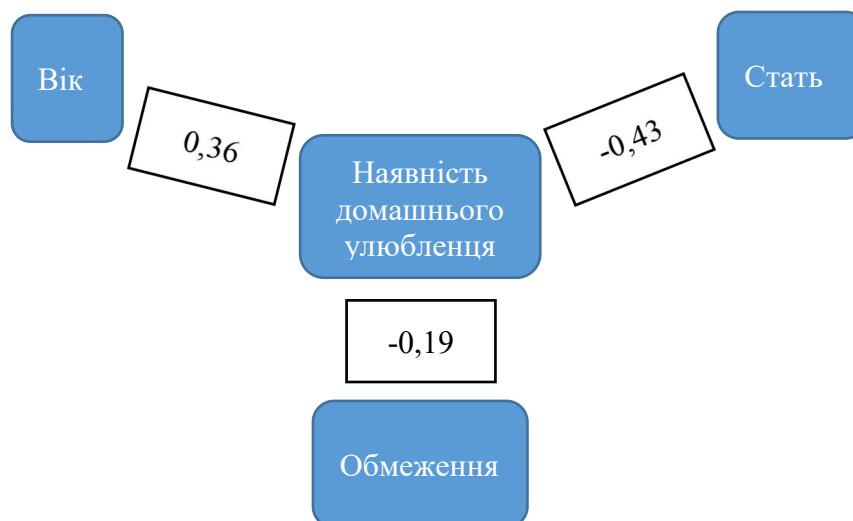 Вік
Стать
0,36
-0,43
Наявність
домашнього
улюбленця
-0,19
Обмеження